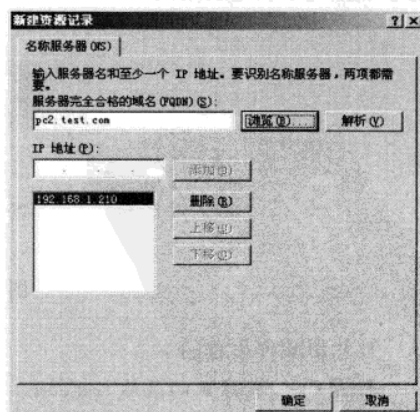 新建资源记录
名称服务器(NS)
输入服务器名和至少一个 IP 地址。要识别名称服务器，两项都需
要。
服务器完全合格的域名(FQDN)(S):
pc2.test.com
浏览(B)...
解析(V)
IP 地址(P):
添加(D)
192.168.1.210
删除(R)
上移(U)
下移(O)
确定
取消